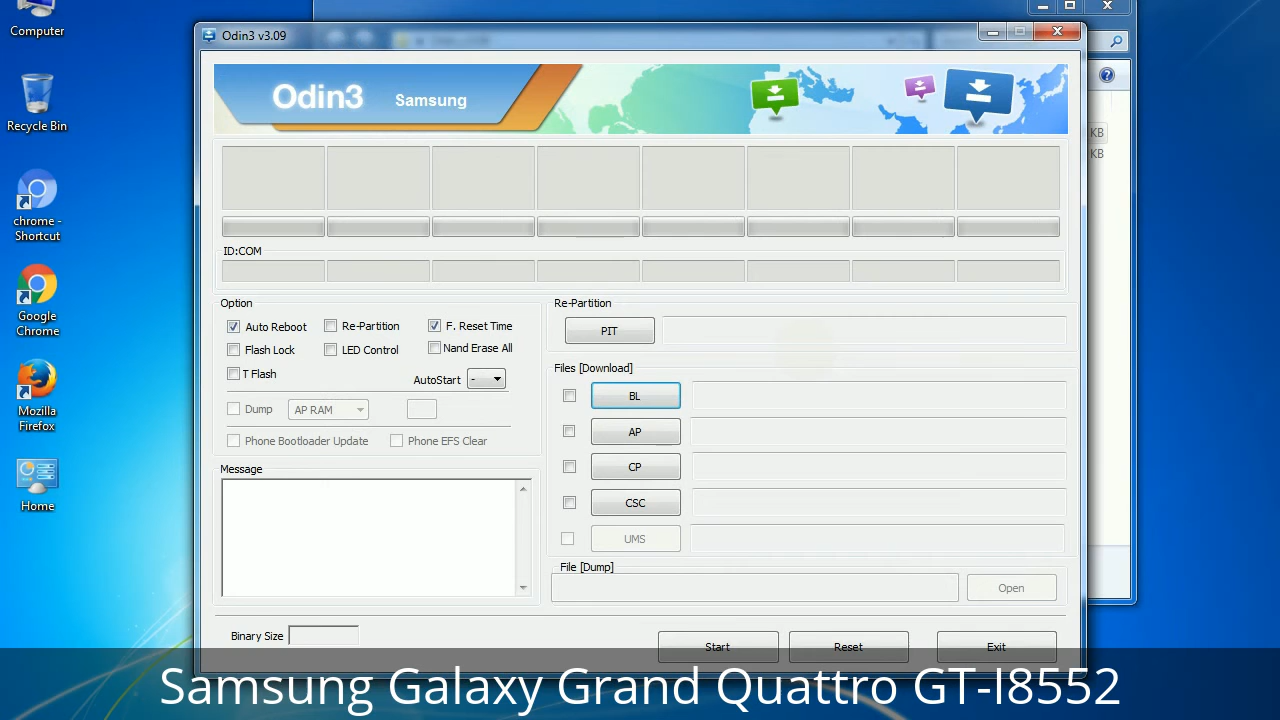 Computer
Recycle Bin
chrome -
Shortcut
Google
Chrome
Mozilla
Firefox
Home
Odin3 v3.09
Odin3 Samsung
ID:COM
Option
Auto Reboot
Re-Partition
F. Reset Time
Flash Lock
LED Control
Nand Erase All
T Flash
AutoStart -
Dump
AP RAM
Phone Bootloader Update
Phone EFS Clear
Message
Binary Size
Re-Partition
PIT
Files [Download]
BL
AP
CP
CSC
UMS
File [Dump]
Open
Start
Reset
Exit
KB
KB
Samsung Galaxy Grand Quattro GT-I8552